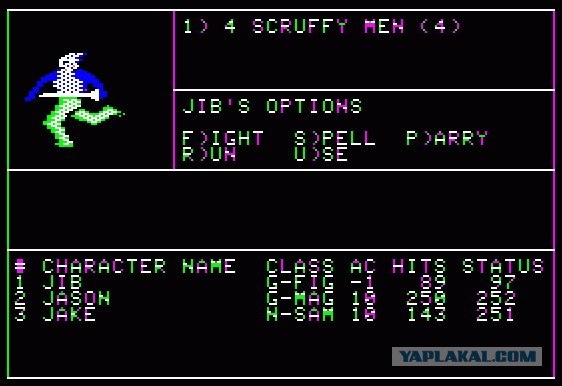 1) 4 SCRUFFY MEN (4)
JIB'S OPTIONS
F)IGHT S)PELL P)ARRY
R)UN U)SE
# CHARACTER NAME CLASS AC HITS STATUS
1 JIB G-FIG -1 89 97
2 JASON G-MAG 10 250 252
3 JAKE N-SAM 10 143 251
YAPLAKAL.COM